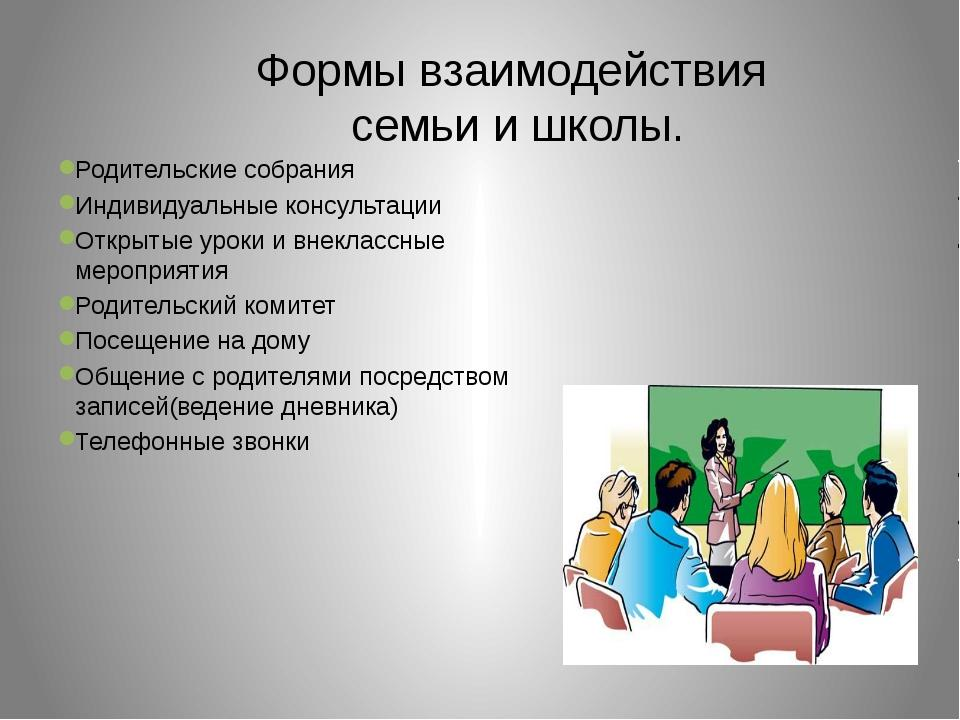 Формы взаимодействия
семьи и школы.
Родительские собрания
Индивидуальные консультации
Открытые уроки и внеклассные
мероприятия
Родительский комитет
Посещение на дому
Общение с родителями посредством
записей(ведение дневника)
Телефонные звонки